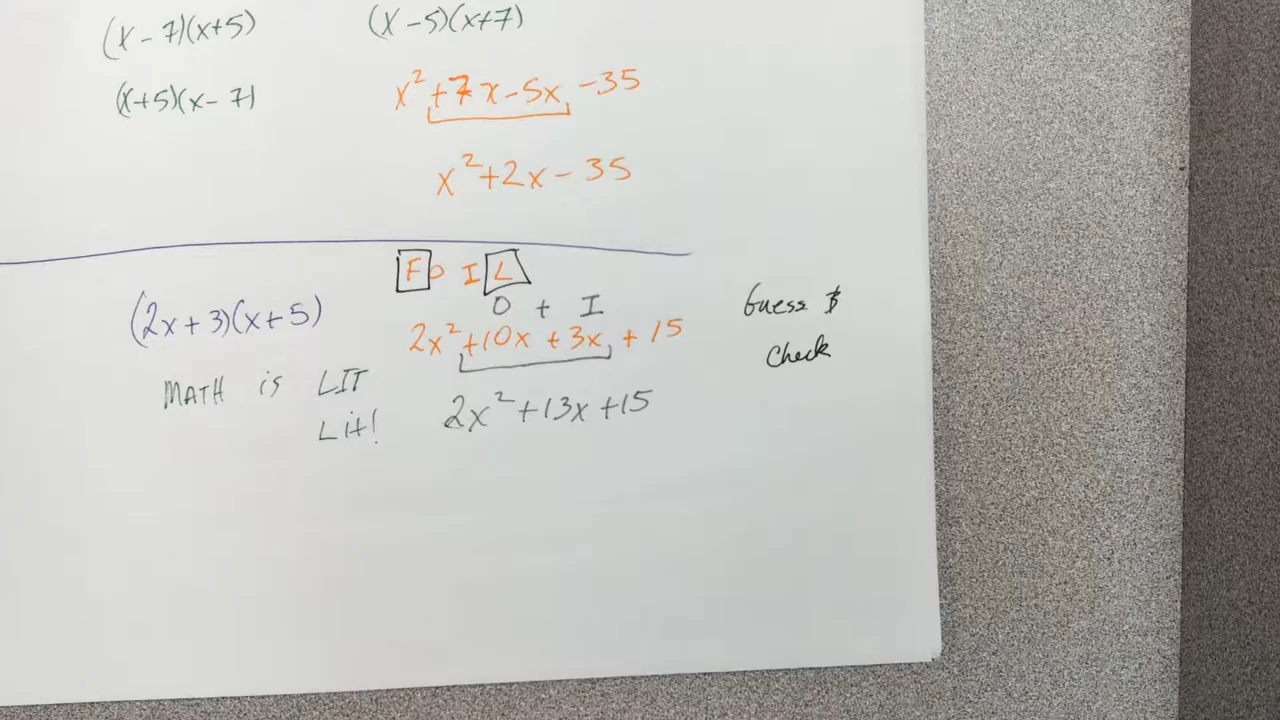 (x - 7)(x+5)
(x+5)(x - 7)
(x - 5)(x+7)
x² +7x - 5x - 35
x² +2x - 35
(2x + 3)(x + 5)
MATH is LIT
Lit!
F O I L
O + I
2x² +10x + 3x + 15
2x² +13x +15
Guess &
Check